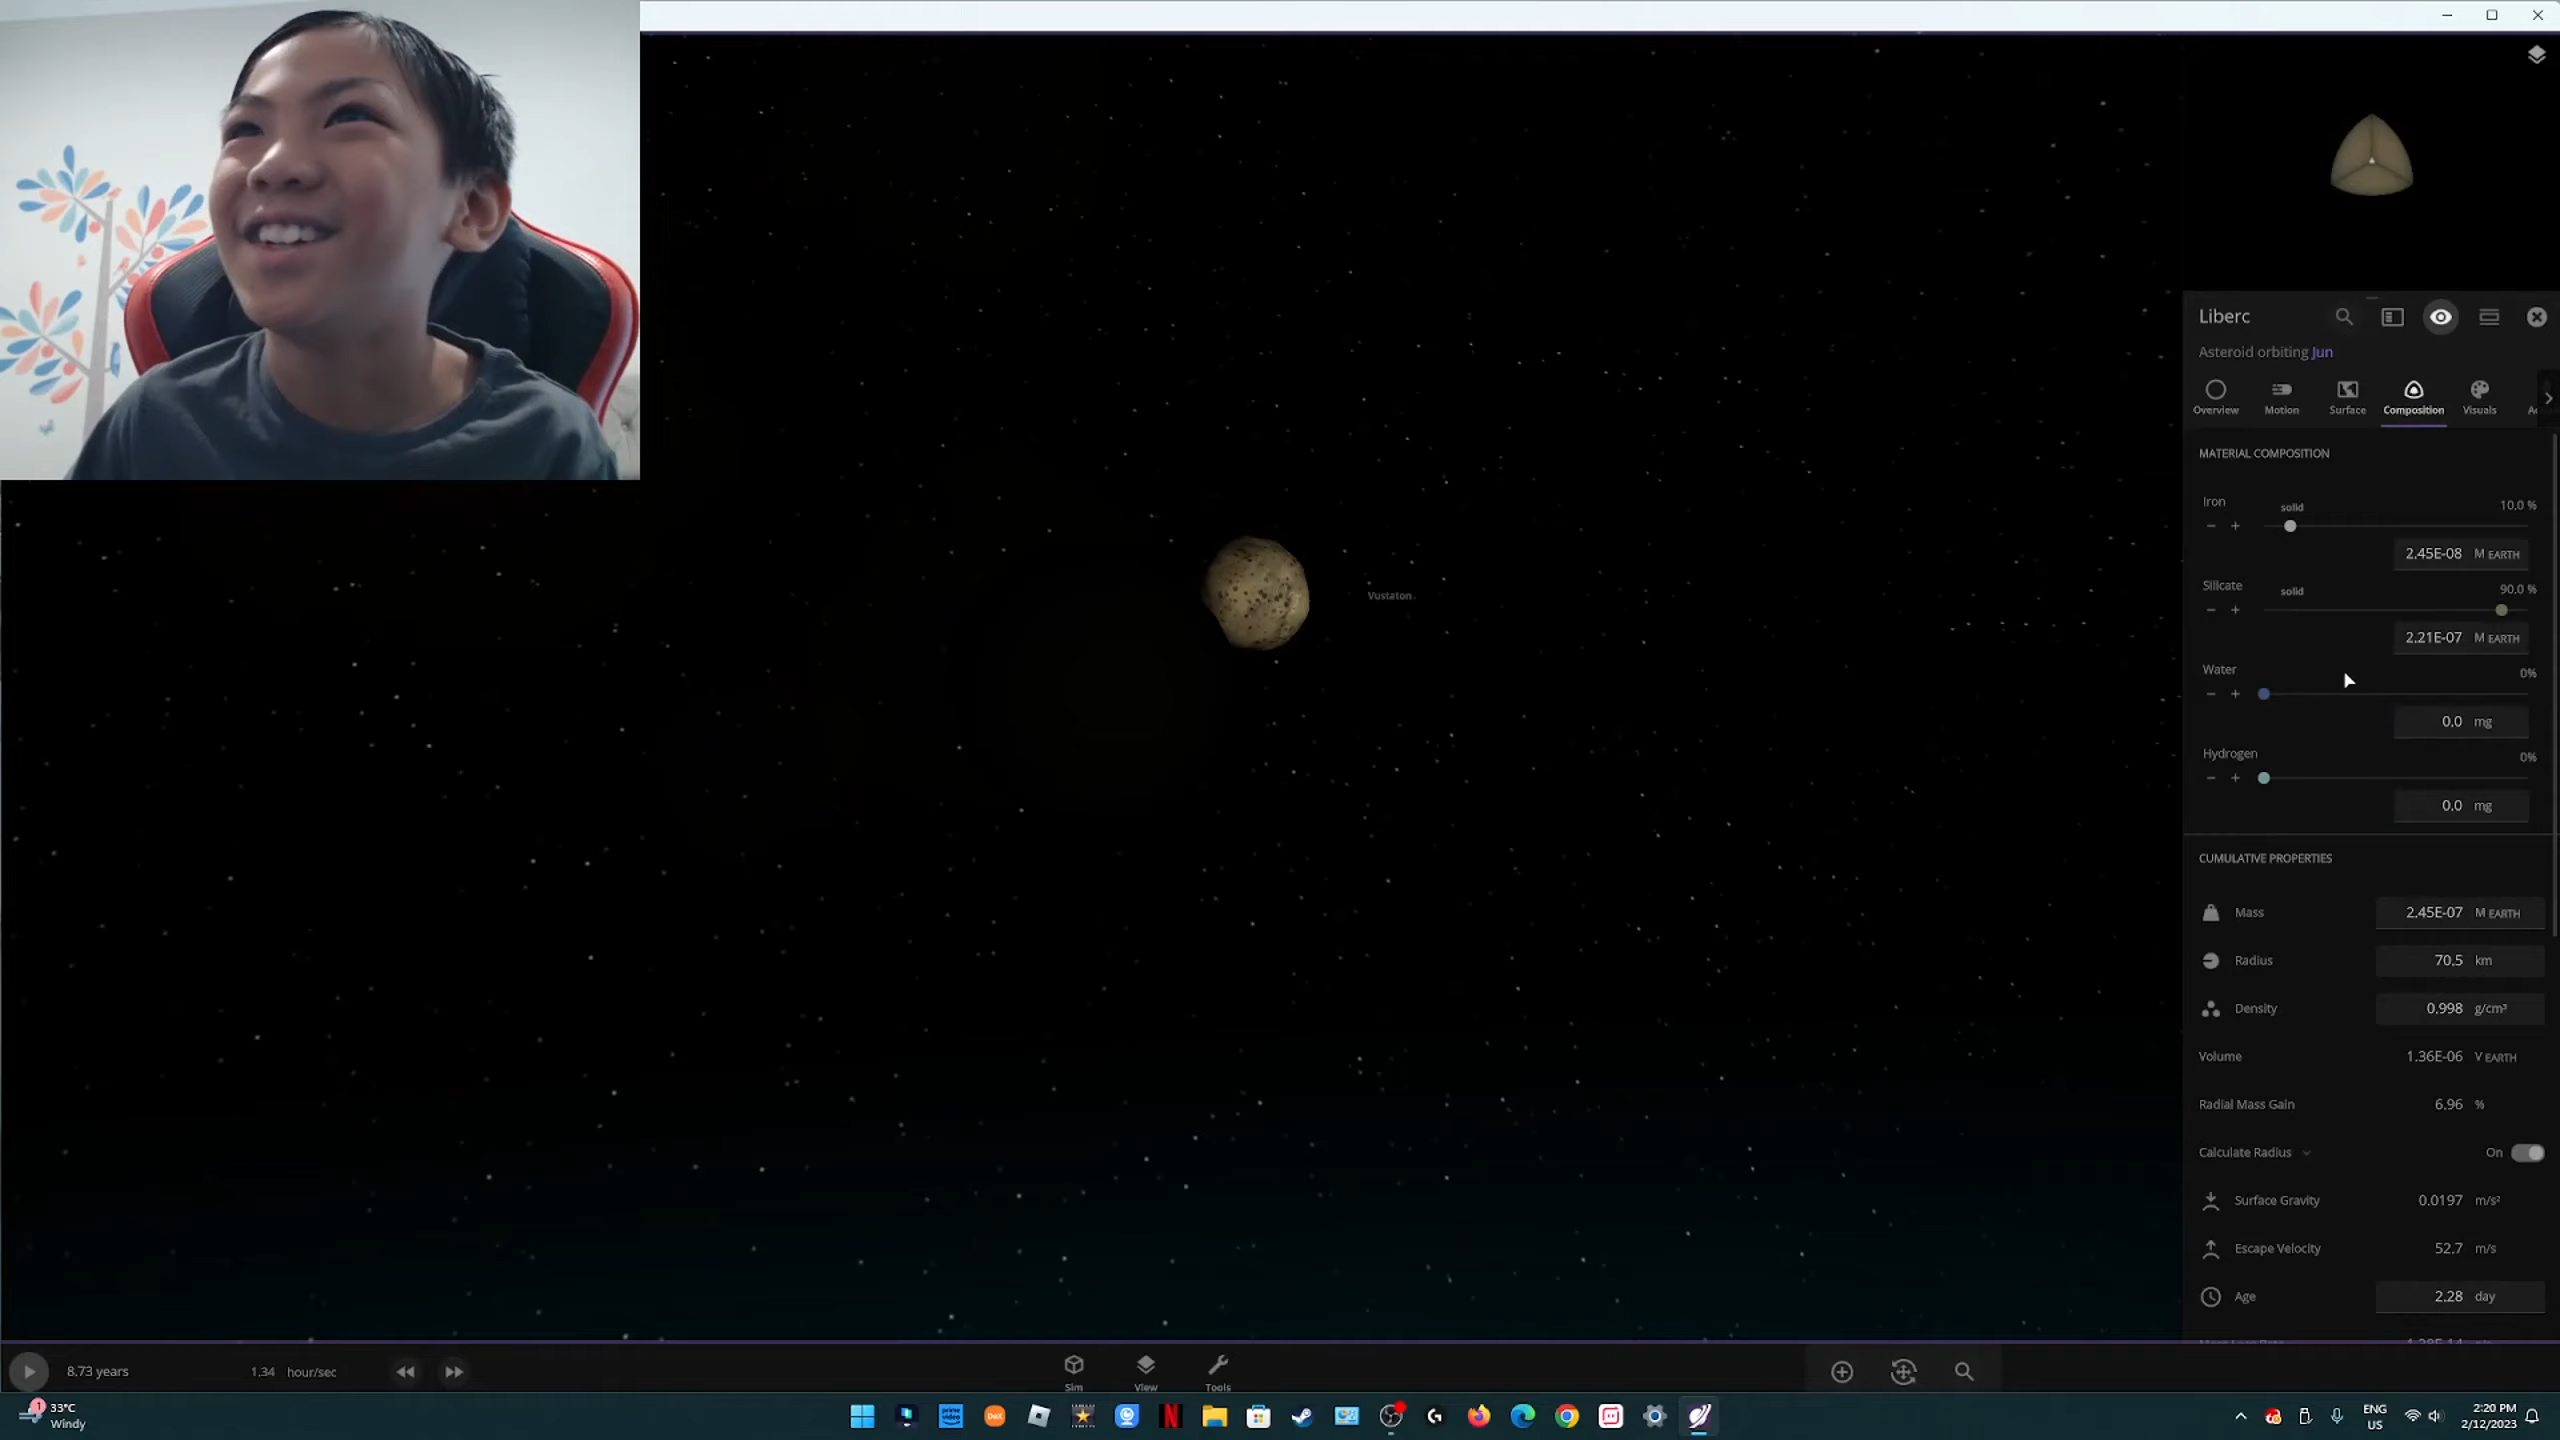 Liberc
Asteroid orbiting Jun
Overview Motion Surface Composition Visuals
MATERIAL COMPOSITION
Iron solid 10.0 %
2.45E-08 M EARTH
Silicate solid 90.0 %
2.21E-07 M EARTH
Water 0%
0.0 mg
Hydrogen 0%
0.0 mg
CUMULATIVE PROPERTIES
Mass 2.45E-07 M EARTH
Radius 70.5 km
Density 0.998 g/cm³
Volume 1.36E-06 V EARTH
Radial Mass Gain 6.96 %
Calculate Radius On
Surface Gravity 0.0197 m/s²
Escape Velocity 52.7 m/s
Age 2.28 day
Vustaton
8.73 years 1.34 hour/sec Sim View Tools
1 33°C
Windy
prime video
DeX
N
G
ENG
US
2:20 PM
2/12/2023